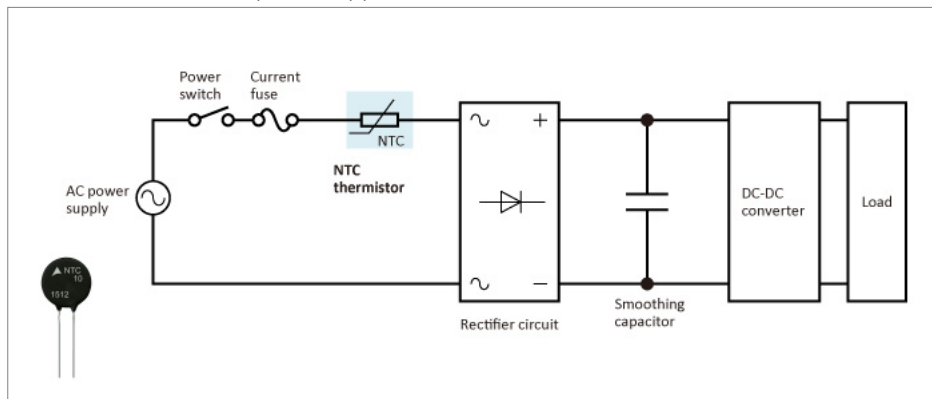 Power
switch
Current
fuse
NTC
NTC
thermistor
AC power
supply
+
−
Rectifier circuit
Smoothing
capacitor
DC-DC
converter
Load
NTC
10
1512